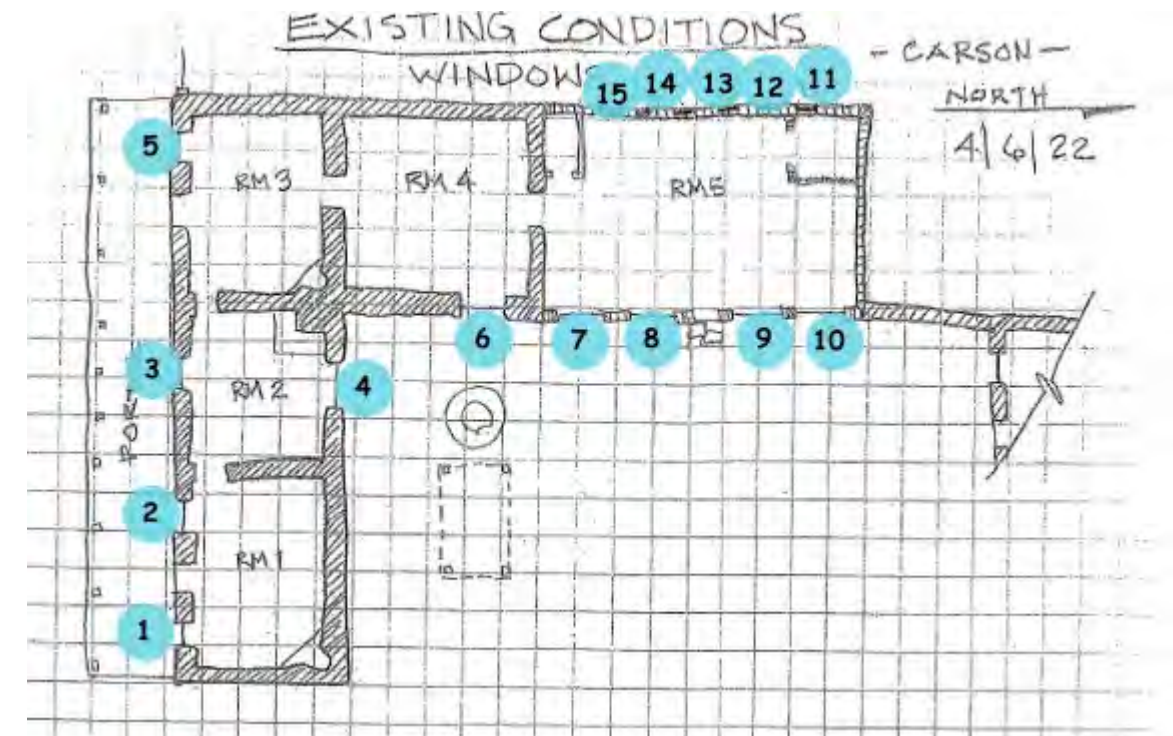 EXISTING CONDITIONS
WINDOWS
- CARSON -
NORTH
4/6/22
15 14 13 12 11
5
RM 3
RM 4
RM5
6 7 8 9 10
3
RM 2
4
POR
2
RM 1
1